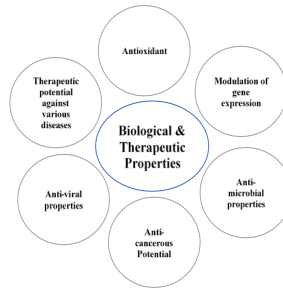 Antioxidant
Therapeutic
potential
against
various
diseases
Modulation of
gene
expression
Biological &
Therapeutic
Properties
Anti-viral
properties
Anti-
microbial
properties
Anti-
cancerous
Potential